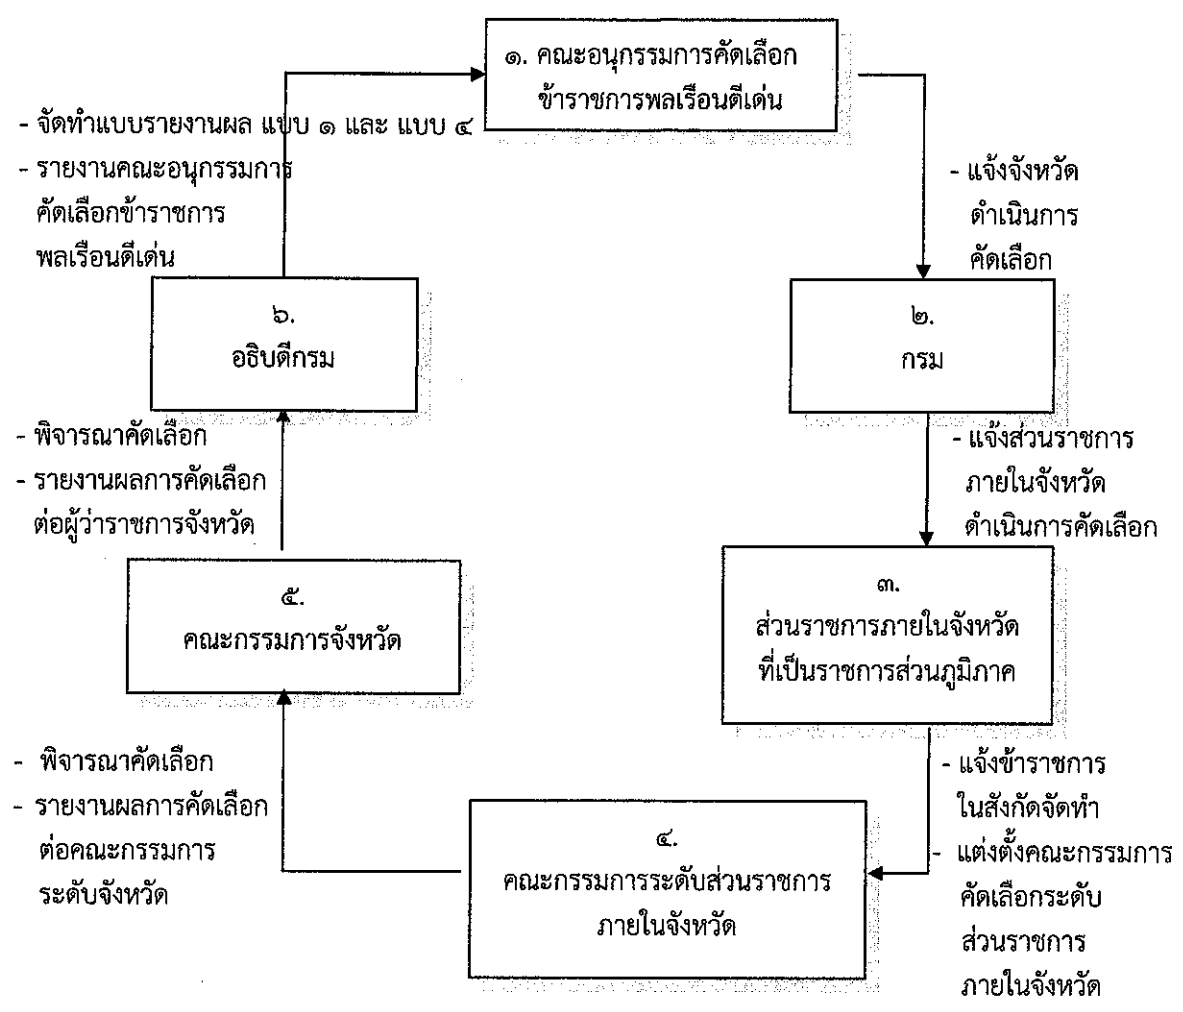 ๑. คณะอนุกรรมการคัดเลือก
ข้าราชการพลเรือนดีเด่น
- แจ้งจังหวัด
ดำเนินการ
คัดเลือก
๒.
กรม
- แจ้งส่วนราชการ
ภายในจังหวัด
ดำเนินการคัดเลือก
๓.
ส่วนราชการภายในจังหวัด
ที่เป็นราชการส่วนภูมิภาค
- แจ้งข้าราชการ
ในสังกัดจัดทำ
- แต่งตั้งคณะกรรมการ
คัดเลือกระดับ
ส่วนราชการ
ภายในจังหวัด
๔.
คณะกรรมการระดับส่วนราชการ
ภายในจังหวัด
- พิจารณาคัดเลือก
- รายงานผลการคัดเลือก
ต่อคณะกรรมการ
ระดับจังหวัด
๕.
คณะกรรมการจังหวัด
- พิจารณาคัดเลือก
- รายงานผลการคัดเลือก
ต่อผู้ว่าราชการจังหวัด
๖.
อธิบดีกรม
- จัดทำแบบรายงานผล แบบ ๑ และ แบบ ๔
- รายงานคณะอนุกรรมการ
คัดเลือกข้าราชการ
พลเรือนดีเด่น